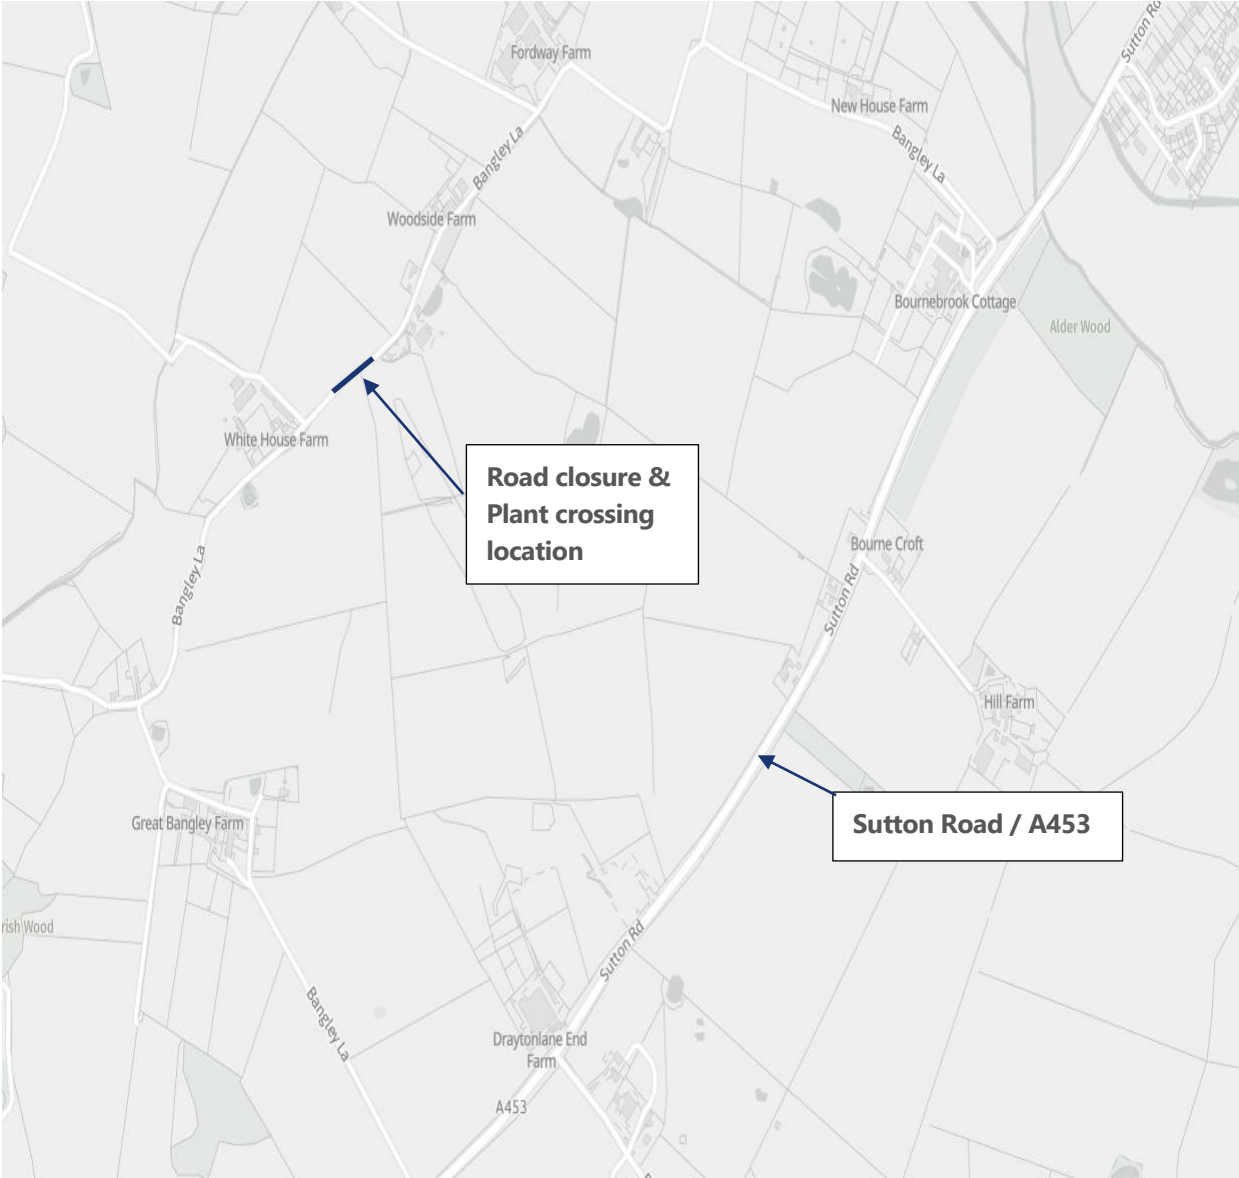 Sutton Rd
Fordway Farm
New House Farm
Bangley La
Bangley La
Woodside Farm
Bournebrook Cottage
Alder Wood
White House Farm
Road closure &
Plant crossing
location
Bourne Croft
Bangley La
Sutton Rd
Hill Farm
Great Bangley Farm
Sutton Road / A453
rish Wood
Sutton Rd
Bangley La
Draytonlane End
Farm
A453